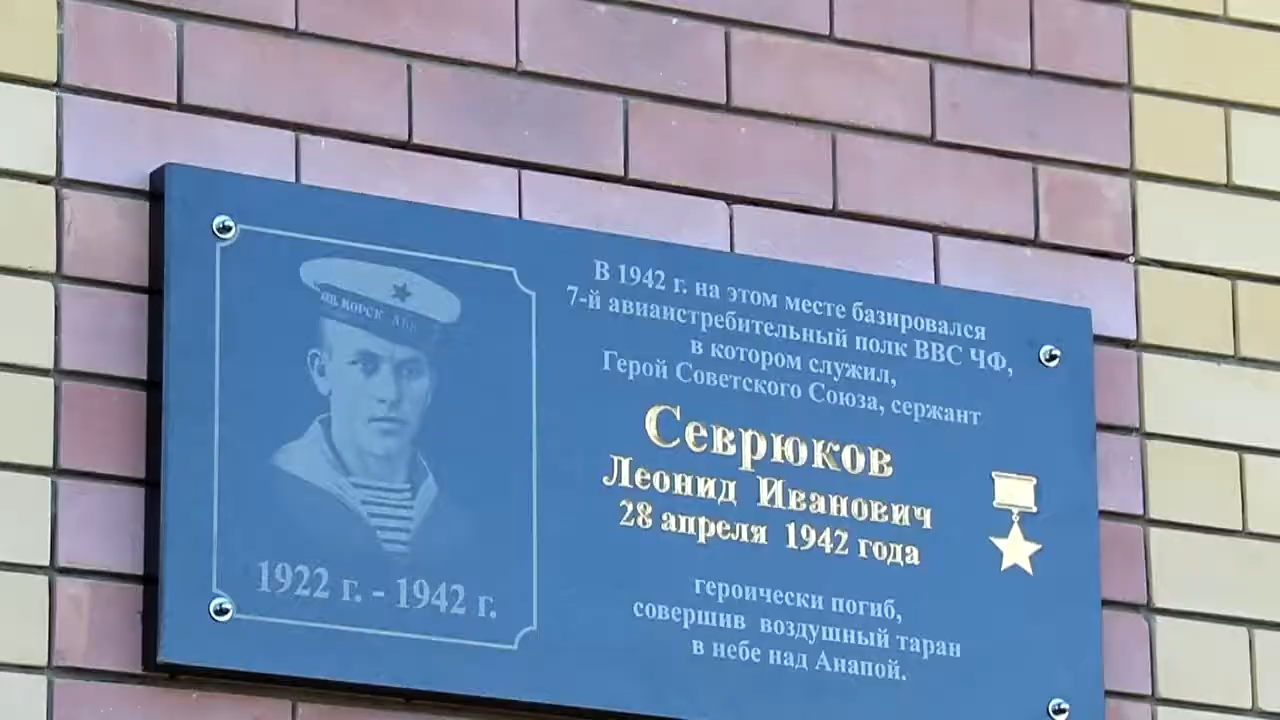 В 1942 г. на этом месте базировался
7-й авиаистребительный полк ВВС ЧФ,
в котором служил,
Герой Советского Союза, сержант
Севрюков
Леонид Иванович
28 апреля 1942 года
героически погиб,
совершив воздушный таран
в небе над Анапой.
МОРСК
1922 г. - 1942 г.